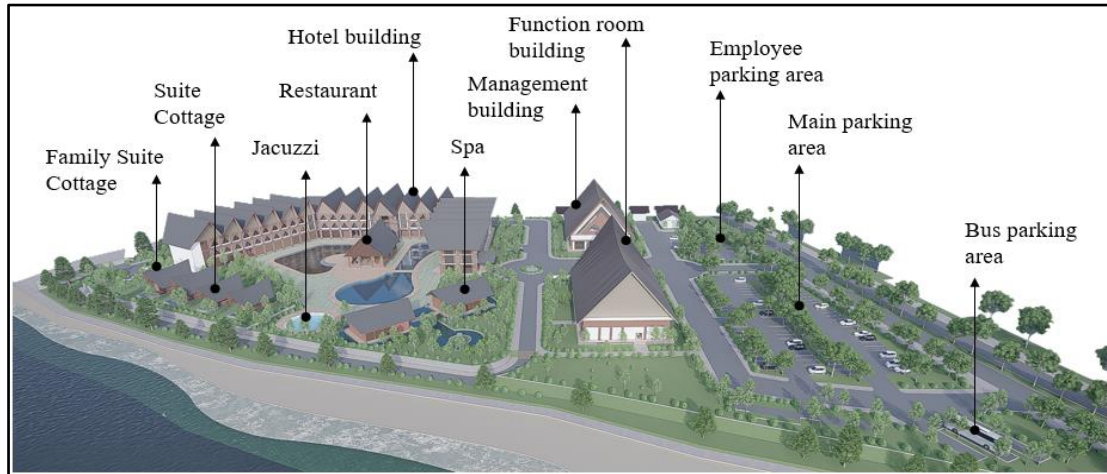 Hotel building
Function room
building
Employee
parking area
Suite
Cottage
Restaurant
Management
building
Main parking
area
Family Suite
Cottage
Jacuzzi
Spa
Bus parking
area